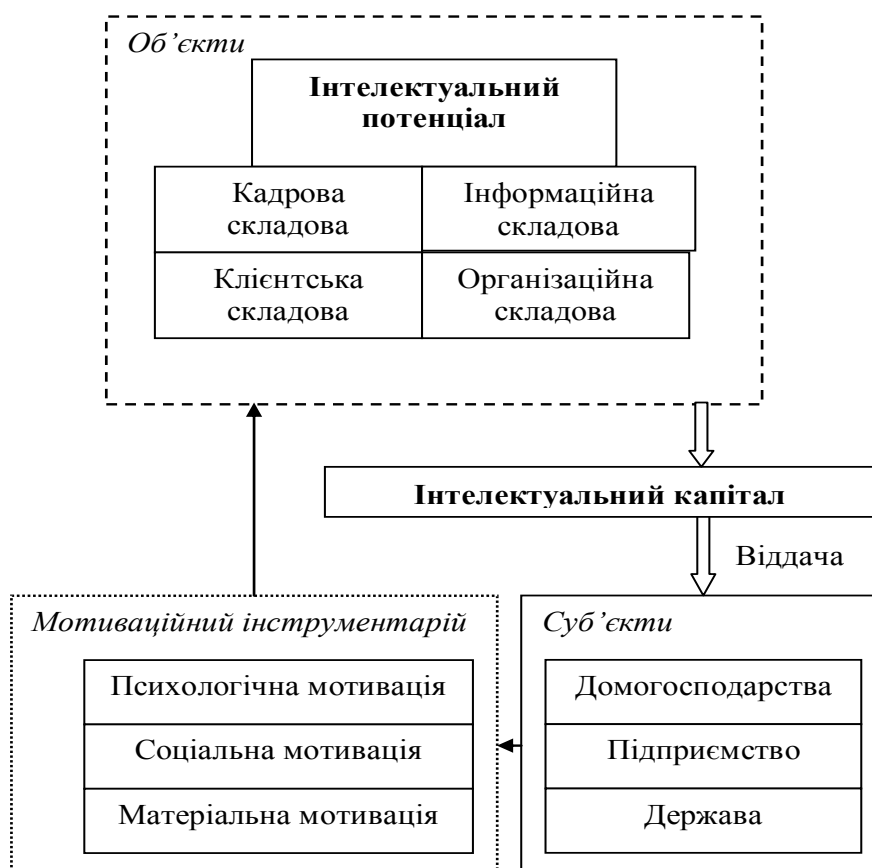 Об’єкти
Інтелектуальний
потенціал
Кадрова
складова
Інформаційна
складова
Клієнтська
складова
Організаційна
складова
Інтелектуальний капітал
Віддача
Мотиваційний інструментарій
Психологічна мотивація
Соціальна мотивація
Матеріальна мотивація
Суб’єкти
Домогосподарства
Підприємство
Держава